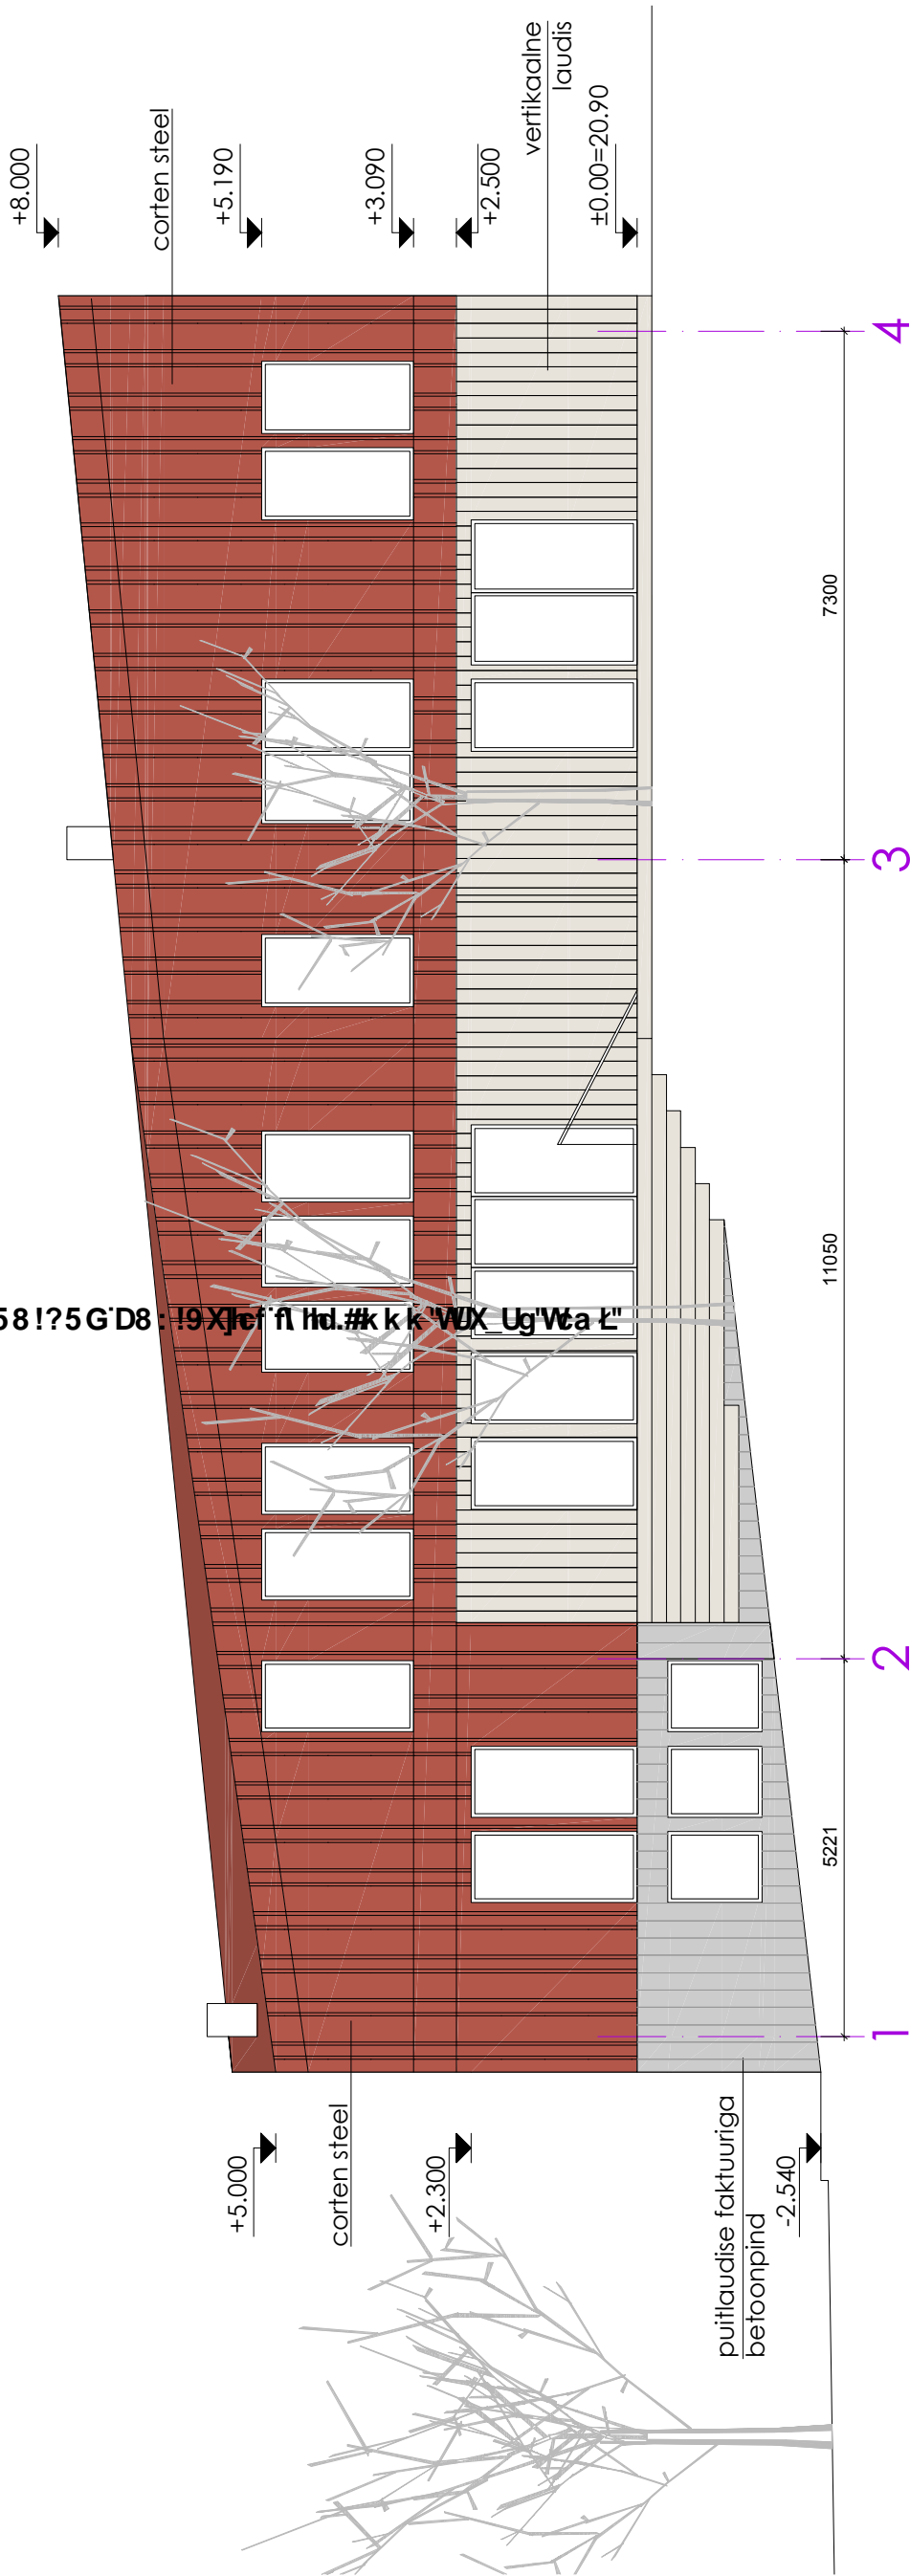 +8.000
corten steel
+5.190
+3.090
+2.500
vertikaalne
laudis
±0.00=20.90
+5.000
corten steel
+2.300
puitlaudise faktuuriga
betoonpind
-2.540
5221
11050
7300
1
2
3
4